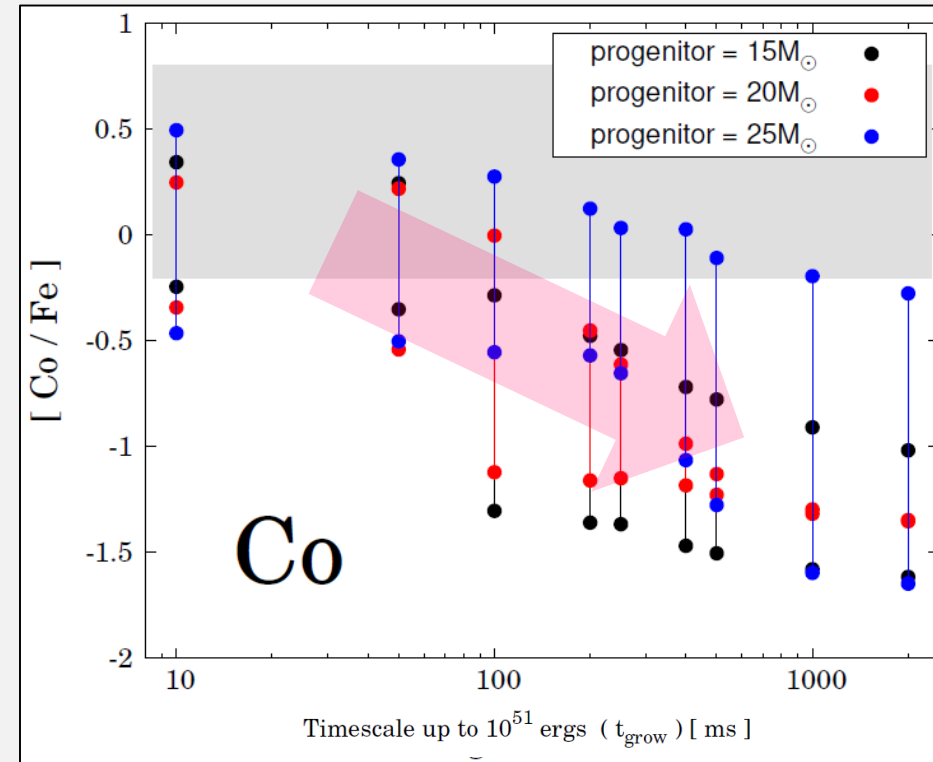 progenitor = 15M☉
progenitor = 20M☉
progenitor = 25M☉
1
0.5
0
-0.5
-1
-1.5
-2
[ Co / Fe ]
Co
10 100 1000
Timescale up to 10^51 ergs ( t_grow ) [ ms ]